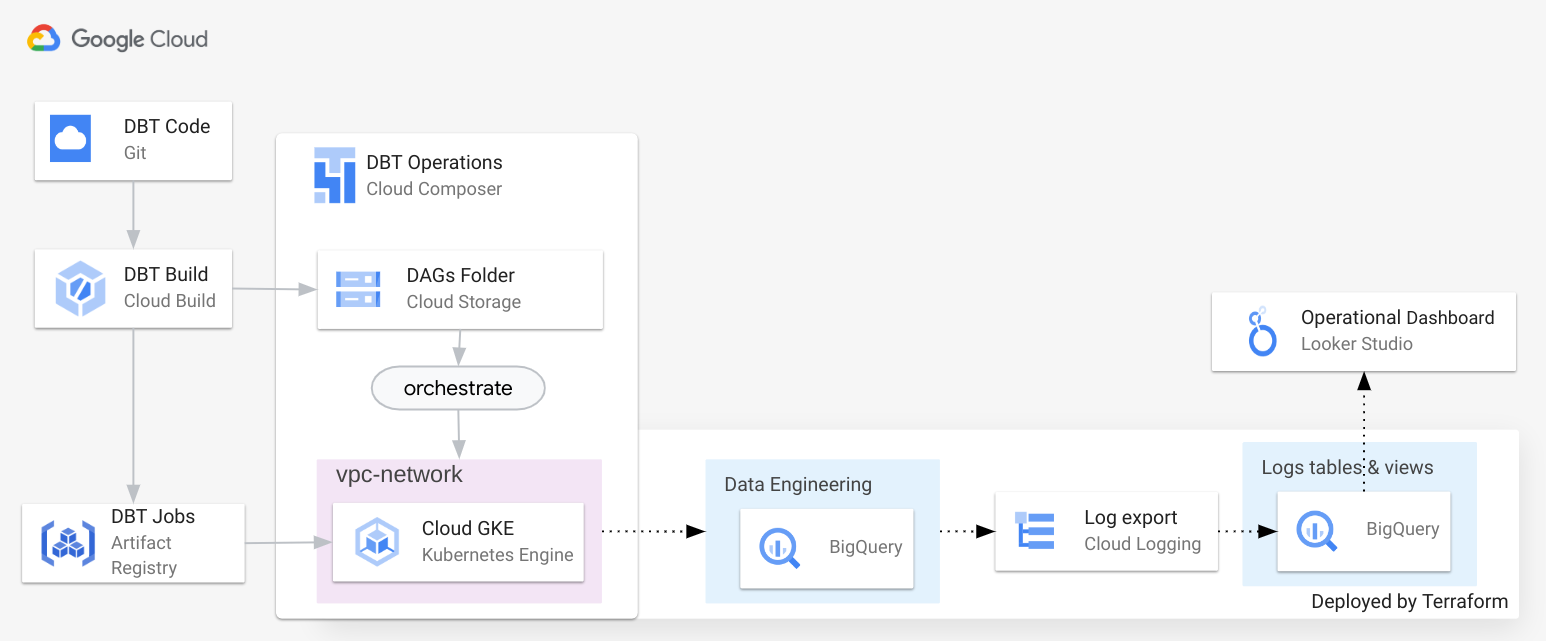 Google Cloud
DBT Code
Git
DBT Operations
Cloud Composer
DBT Build
Cloud Build
DAGs Folder
Cloud Storage
orchestrate
Operational Dashboard
Looker Studio
vpc-network
Cloud GKE
Kubernetes Engine
DBT Jobs
Artifact
Registry
Data Engineering
BigQuery
Log export
Cloud Logging
Logs tables & views
BigQuery
Deployed by Terraform